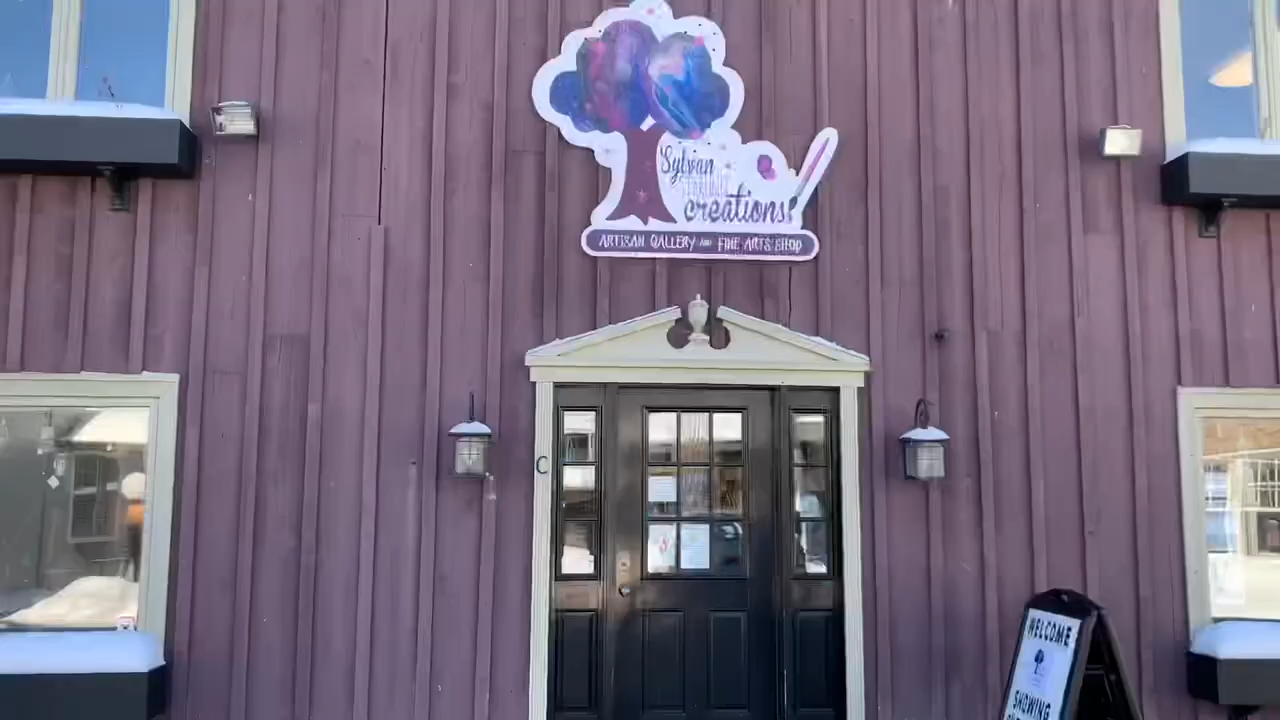 Sylvan
creations
ARTISAN GALLERY AND FINE ARTS SHOP
C
WELCOME
SHOWING